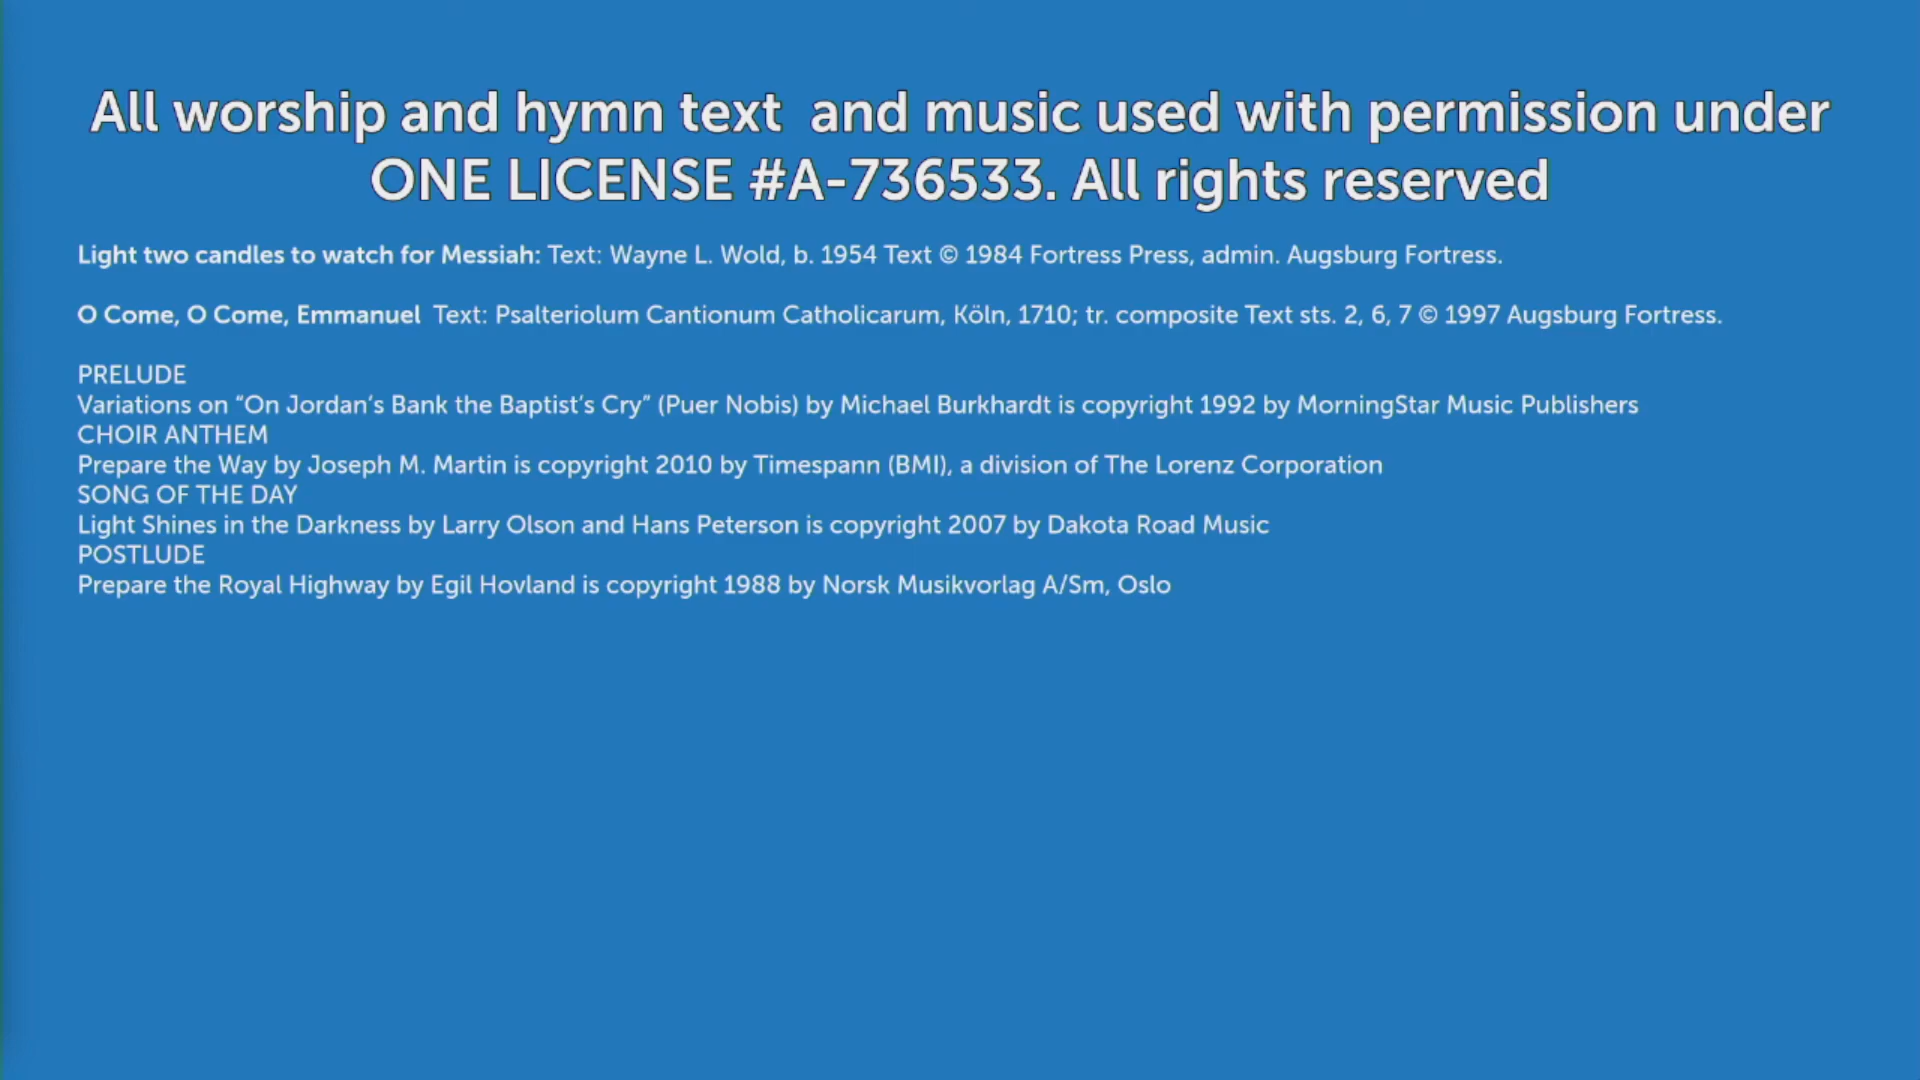 All worship and hymn text  and music used with permission under
ONE LICENSE #A-736533. All rights reserved
Light two candles to watch for Messiah: Text: Wayne L. Wold, b. 1954 Text © 1984 Fortress Press, admin. Augsburg Fortress.
O Come, O Come, Emmanuel  Text: Psalteriolum Cantionum Catholicarum, Köln, 1710; tr. composite Text sts. 2, 6, 7 © 1997 Augsburg Fortress.
PRELUDE
Variations on “On Jordan‘s Bank the Baptist’s Cry” (Puer Nobis) by Michael Burkhardt is copyright 1992 by MorningStar Music Publishers
CHOIR ANTHEM
Prepare the Way by Joseph M. Martin is copyright 2010 by Timespann (BMI), a division of The Lorenz Corporation
SONG OF THE DAY
Light Shines in the Darkness by Larry Olson and Hans Peterson is copyright 2007 by Dakota Road Music
POSTLUDE
Prepare the Royal Highway by Egil Hovland is copyright 1988 by Norsk Musikvorlag A/Sm, Oslo